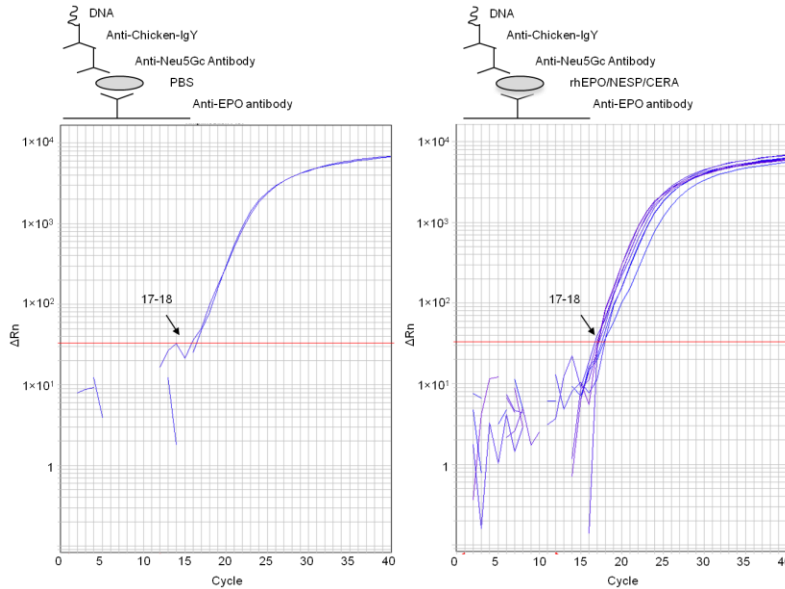 DNA
Anti-Chicken-IgY
Anti-Neu5Gc Antibody
PBS
Anti-EPO antibody
1×10⁴
1×10³
1×10²
1×10¹
1
ΔRn
17-18
0 5 10 15 20 25 30 35 40
Cycle
DNA
Anti-Chicken-IgY
Anti-Neu5Gc Antibody
rhEPO/NESP/CERA
Anti-EPO antibody
1×10⁴
1×10³
1×10²
1×10¹
1
ΔRn
17-18
0 5 10 15 20 25 30 35 40
Cycle